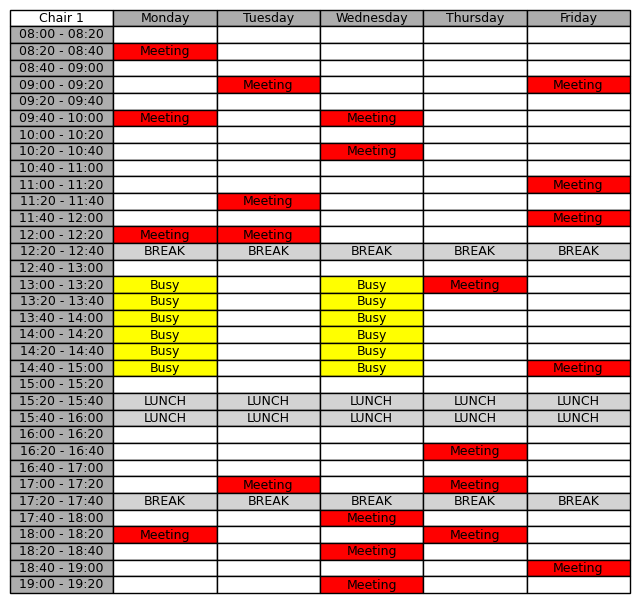 Chair 1 Monday Tuesday Wednesday Thursday Friday
08:00 - 08:20
08:20 - 08:40 Meeting
08:40 - 09:00
09:00 - 09:20 Meeting Meeting
09:20 - 09:40
09:40 - 10:00 Meeting Meeting
10:00 - 10:20
10:20 - 10:40 Meeting
10:40 - 11:00
11:00 - 11:20 Meeting
11:20 - 11:40 Meeting
11:40 - 12:00 Meeting
12:00 - 12:20 Meeting Meeting
12:20 - 12:40 BREAK BREAK BREAK BREAK BREAK
12:40 - 13:00
13:00 - 13:20 Busy Busy Meeting
13:20 - 13:40 Busy Busy
13:40 - 14:00 Busy Busy
14:00 - 14:20 Busy Busy
14:20 - 14:40 Busy Busy
14:40 - 15:00 Busy Busy Meeting
15:00 - 15:20
15:20 - 15:40 LUNCH LUNCH LUNCH LUNCH LUNCH
15:40 - 16:00 LUNCH LUNCH LUNCH LUNCH LUNCH
16:00 - 16:20
16:20 - 16:40 Meeting
16:40 - 17:00
17:00 - 17:20 Meeting Meeting
17:20 - 17:40 BREAK BREAK BREAK BREAK BREAK
17:40 - 18:00 Meeting
18:00 - 18:20 Meeting Meeting
18:20 - 18:40 Meeting
18:40 - 19:00 Meeting
19:00 - 19:20 Meeting